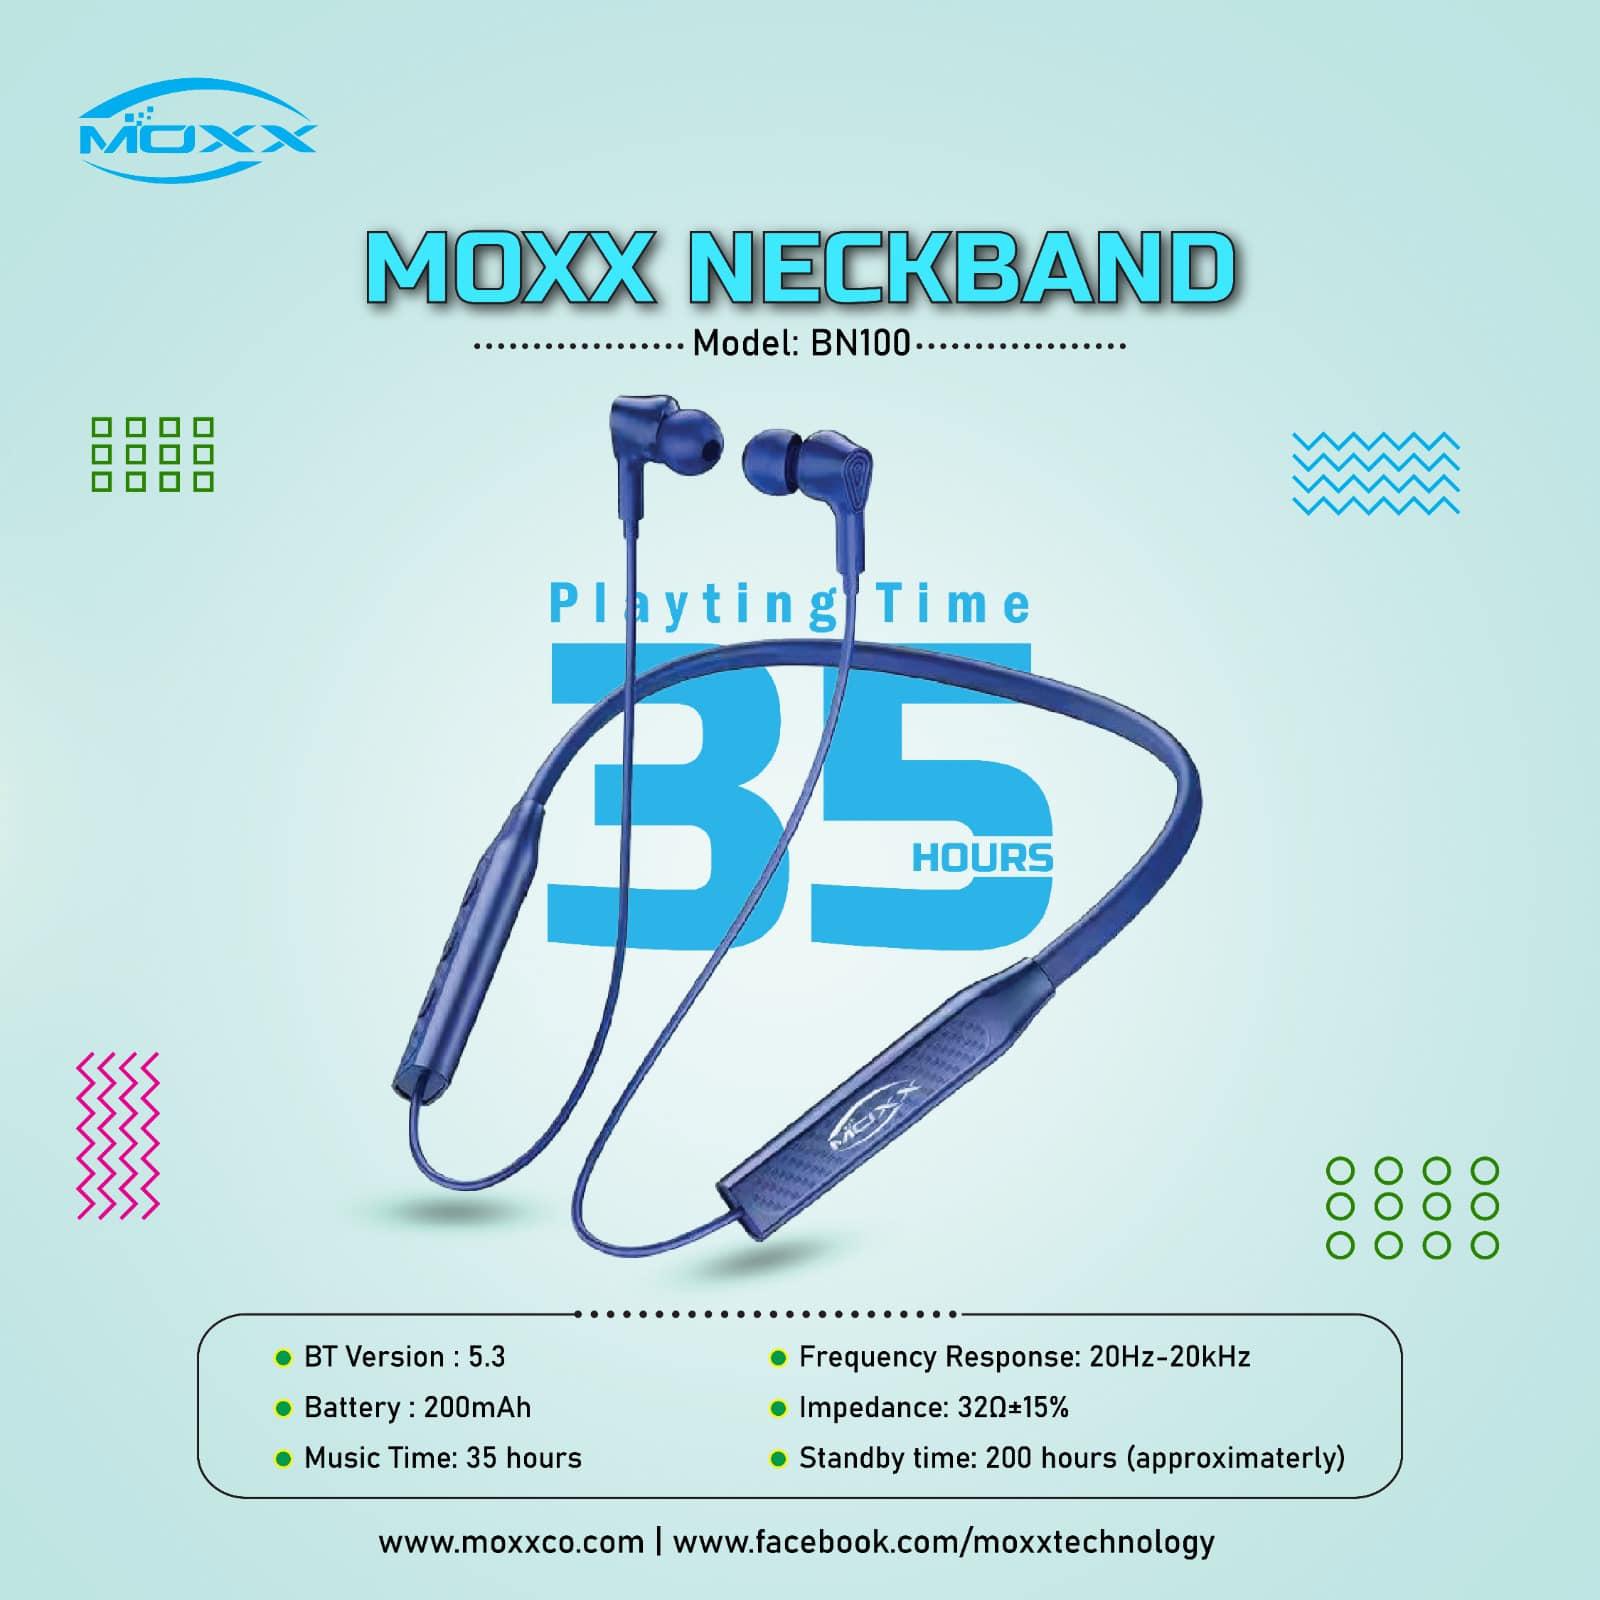 MOXX
MOXX NECKBAND
Model: BN100
Playting Time
35
HOURS
MOXX
BT Version : 5.3
Battery : 200mAh
Music Time: 35 hours
Frequency Response: 20Hz-20kHz
Impedance: 32Ω±15%
Standby time: 200 hours (approximaterly)
www.moxxco.com | www.facebook.com/moxxtechnology